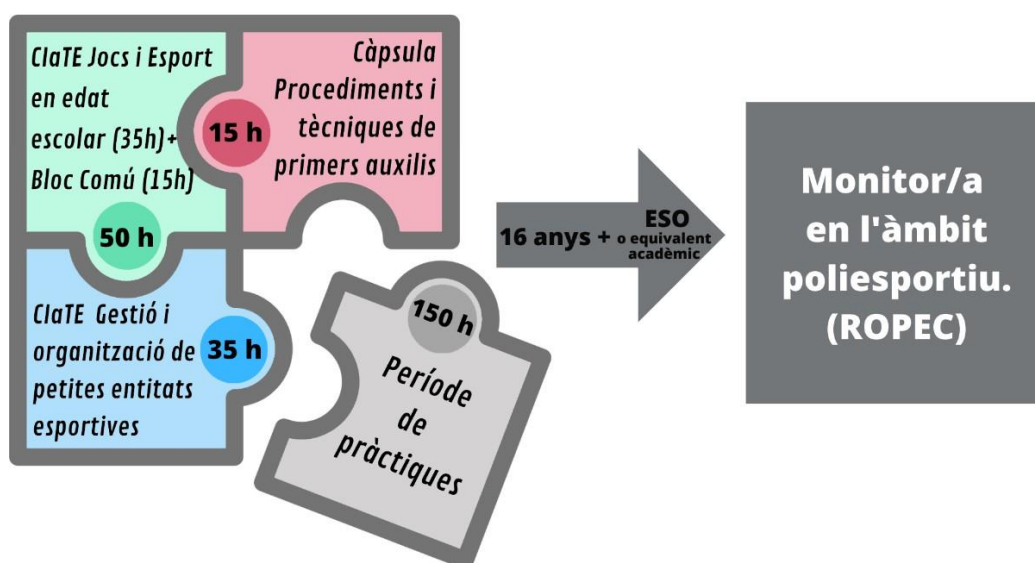 CIaTE Jocs i Esport
en edat
escolar (35h)+
Bloc Comú (15h)
50 h
Càpsula
Procediments i
tècniques de
primers auxilis
15 h
CIaTE Gestió i
organització de
petites entitats
esportives
35 h
150 h
Període
de
pràctiques
16 anys + ESO
o equivalent
acadèmic
Monitor/a
en l'àmbit
poliesportiu.
(ROPEC)